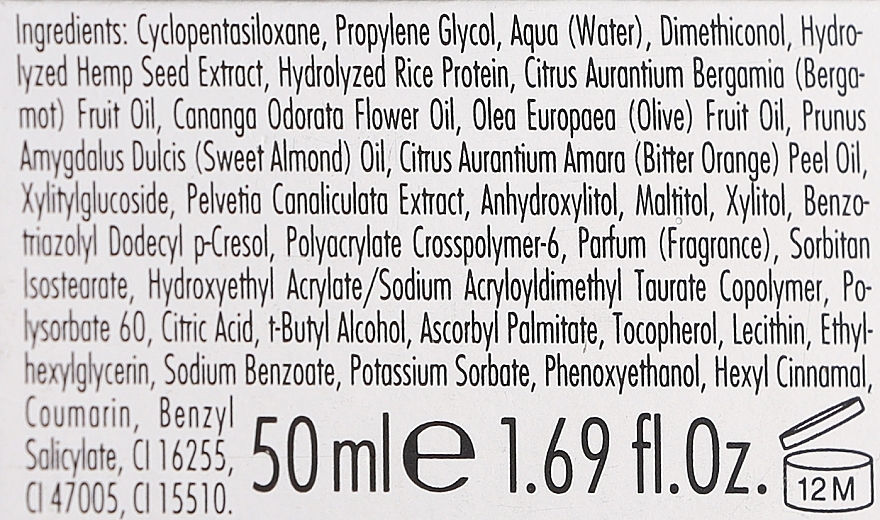 Ingredients: Cyclopentasiloxane, Propylene Glycol, Aqua (Water), Dimethiconol, Hydro-
lyzed Hemp Seed Extract, Hydrolyzed Rice Protein, Citrus Aurantium Bergamia (Berga-
mot) Fruit Oil, Cananga Odorata Flower Oil, Olea Europaea (Olive) Fruit Oil, Prunus
Amygdalus Dulcis (Sweet Almond) Oil, Citrus Aurantium Amara (Bitter Orange) Peel Oil,
Xylitylglucoside, Pelvetia Canaliculata Extract, Anhydroxylitol, Maltitol, Xylitol, Benzo-
triazolyl Dodecyl p-Cresol, Polyacrylate Crosspolymer-6, Parfum (Fragrance), Sorbitan
Isostearate, Hydroxyethyl Acrylate/Sodium Acryloyldimethyl Taurate Copolymer, Po-
lysorbate 60, Citric Acid, t-Butyl Alcohol, Ascorbyl Palmitate, Tocopherol, Lecithin, Ethyl-
hexylglycerin, Sodium Benzoate, Potassium Sorbate, Phenoxyethanol, Hexyl Cinnamal,
Coumarin, Benzyl
Salicylate, CI 16255,
CI 47005, CI 15510.
50 ml e 1.69 fl.Oz.
12 M